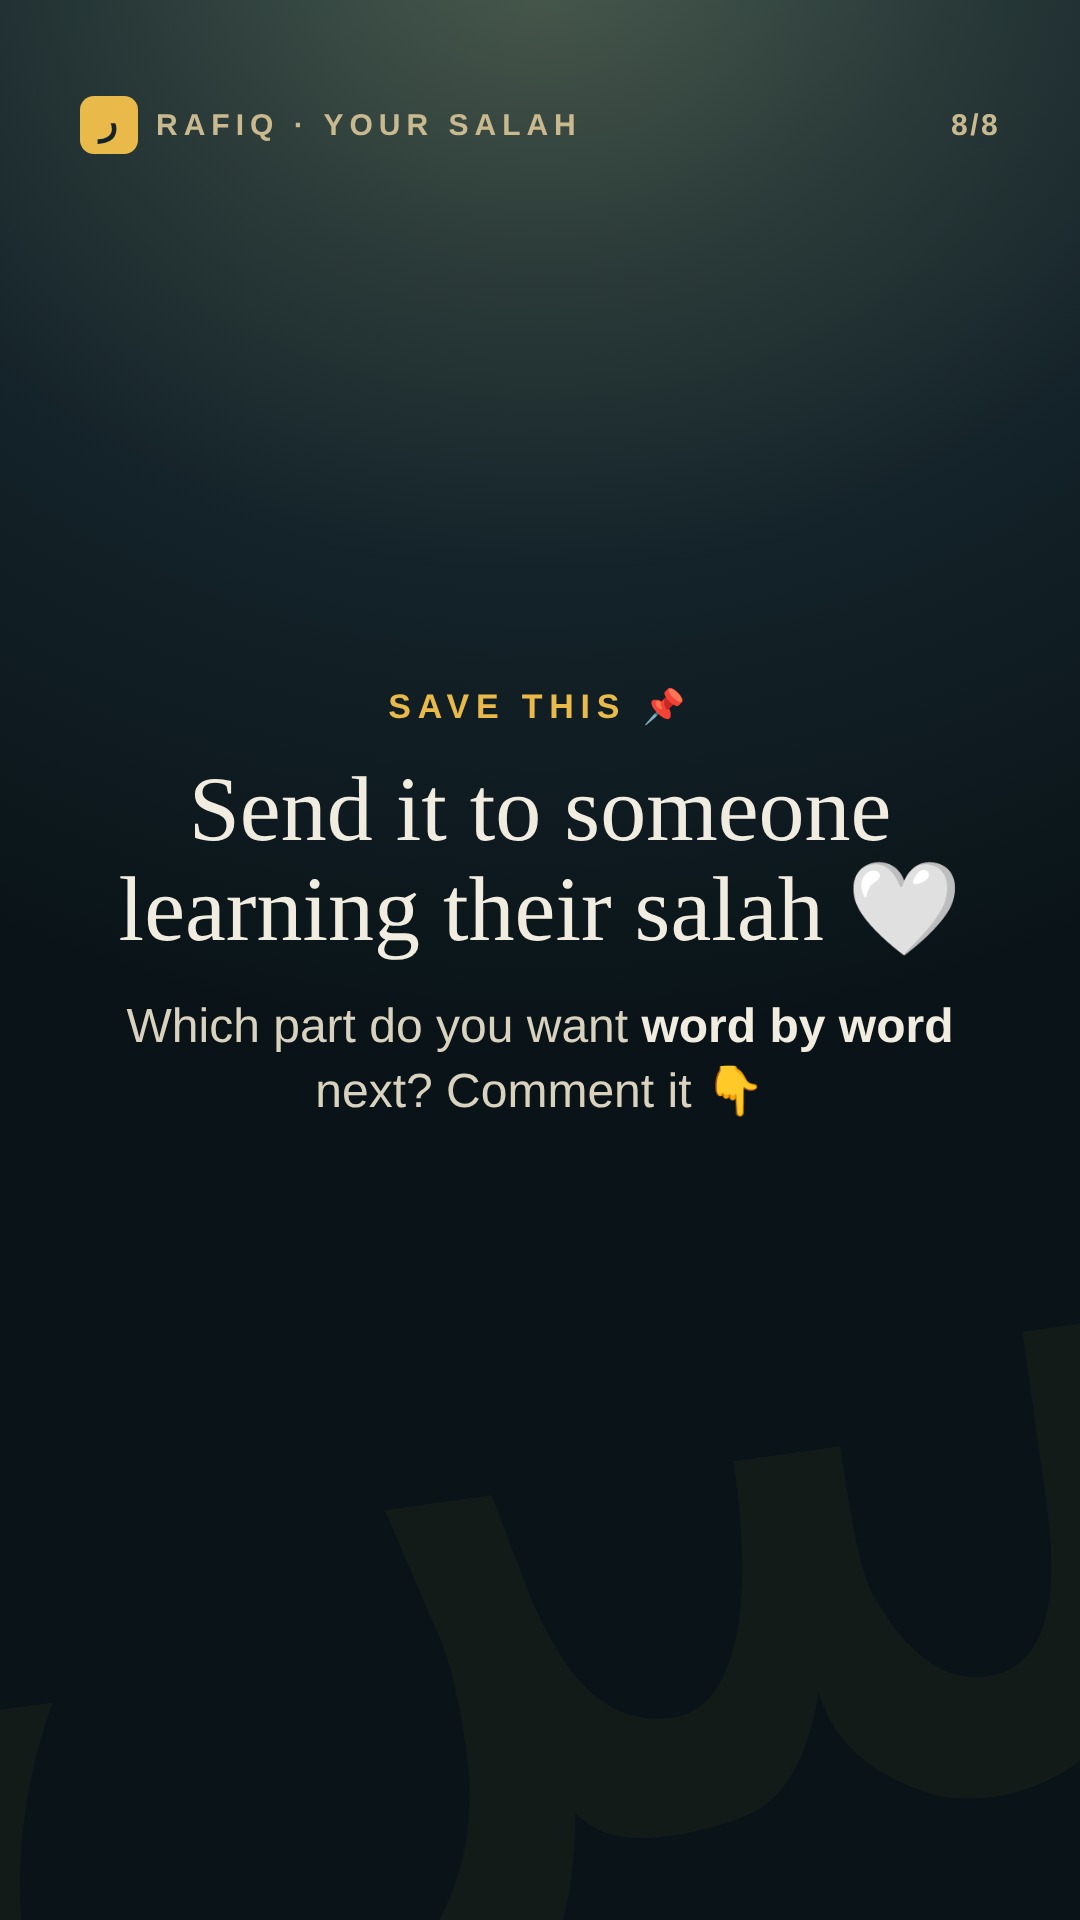 ر RAFIQ · YOUR SALAH 8/8
SAVE THIS 📌
Send it to someone
learning their salah 🤍
Which part do you want word by word
next? Comment it 👇
س